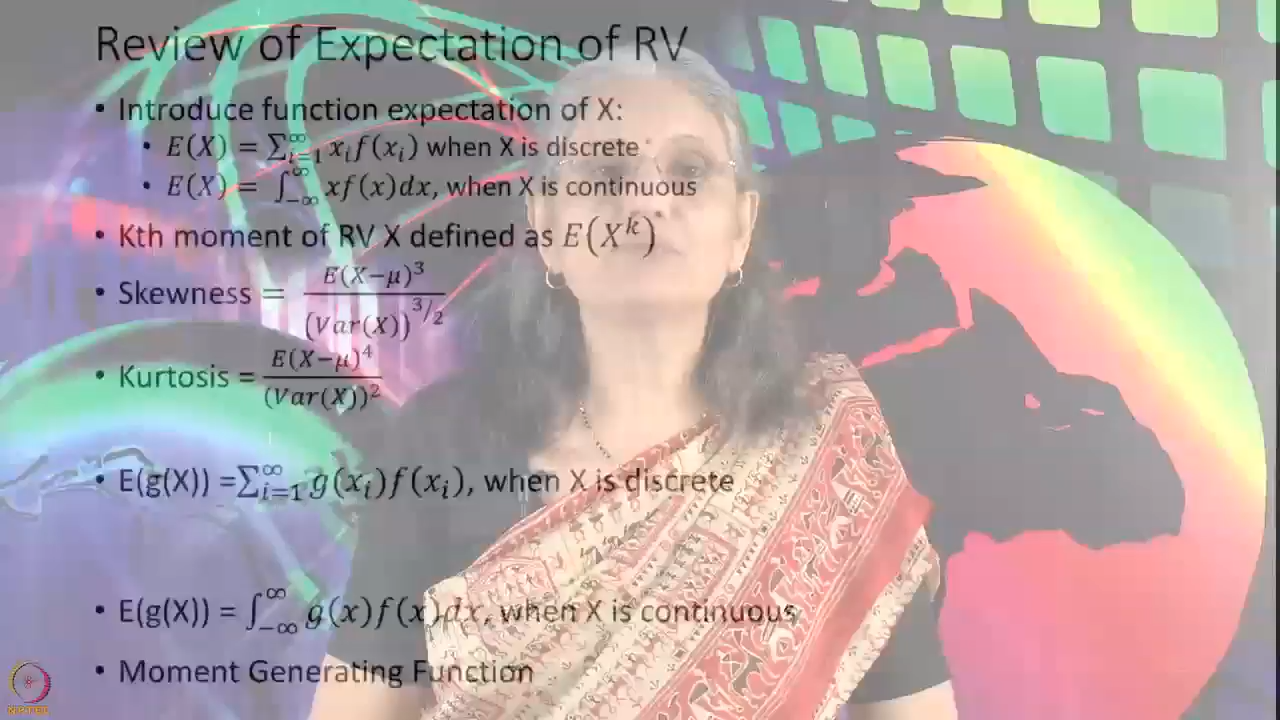 Review of Expectation of RV
• Introduce function expectation of X:
• E(X) = ∑_{i=1}^{∞} x_i f(x_i) when X is discrete
• E(X) = ∫_{-∞}^{∞} xf(x)dx, when X is continuous
• Kth moment of RV X defined as E(X^k)
• Skewness = E(X−μ)^3 / (Var(X))^{3/2}
• Kurtosis = E(X−μ)^4 / (Var(X))^2
• E(g(X)) =∑_{i=1}^{∞} g(x_i)f(x_i), when X is discrete
• E(g(X)) = ∫_{-∞}^{∞} g(x)f(x)dx, when X is continuous
• Moment Generating Function